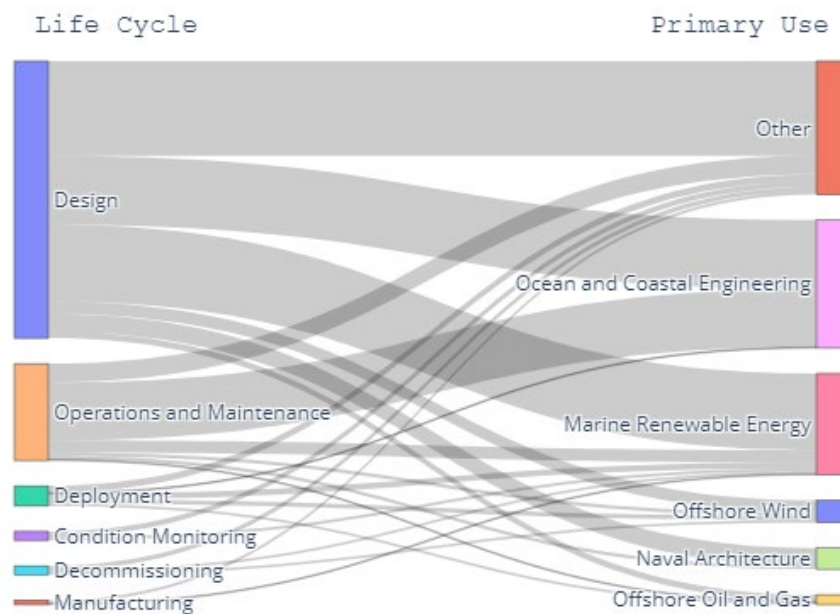 Life Cycle
Primary Use
Other
Design
Ocean and Coastal Engineering
Operations and Maintenance
Marine Renewable Energy
Deployment
Offshore Wind
Condition Monitoring
Naval Architecture
Decommissioning
Offshore Oil and Gas
Manufacturing